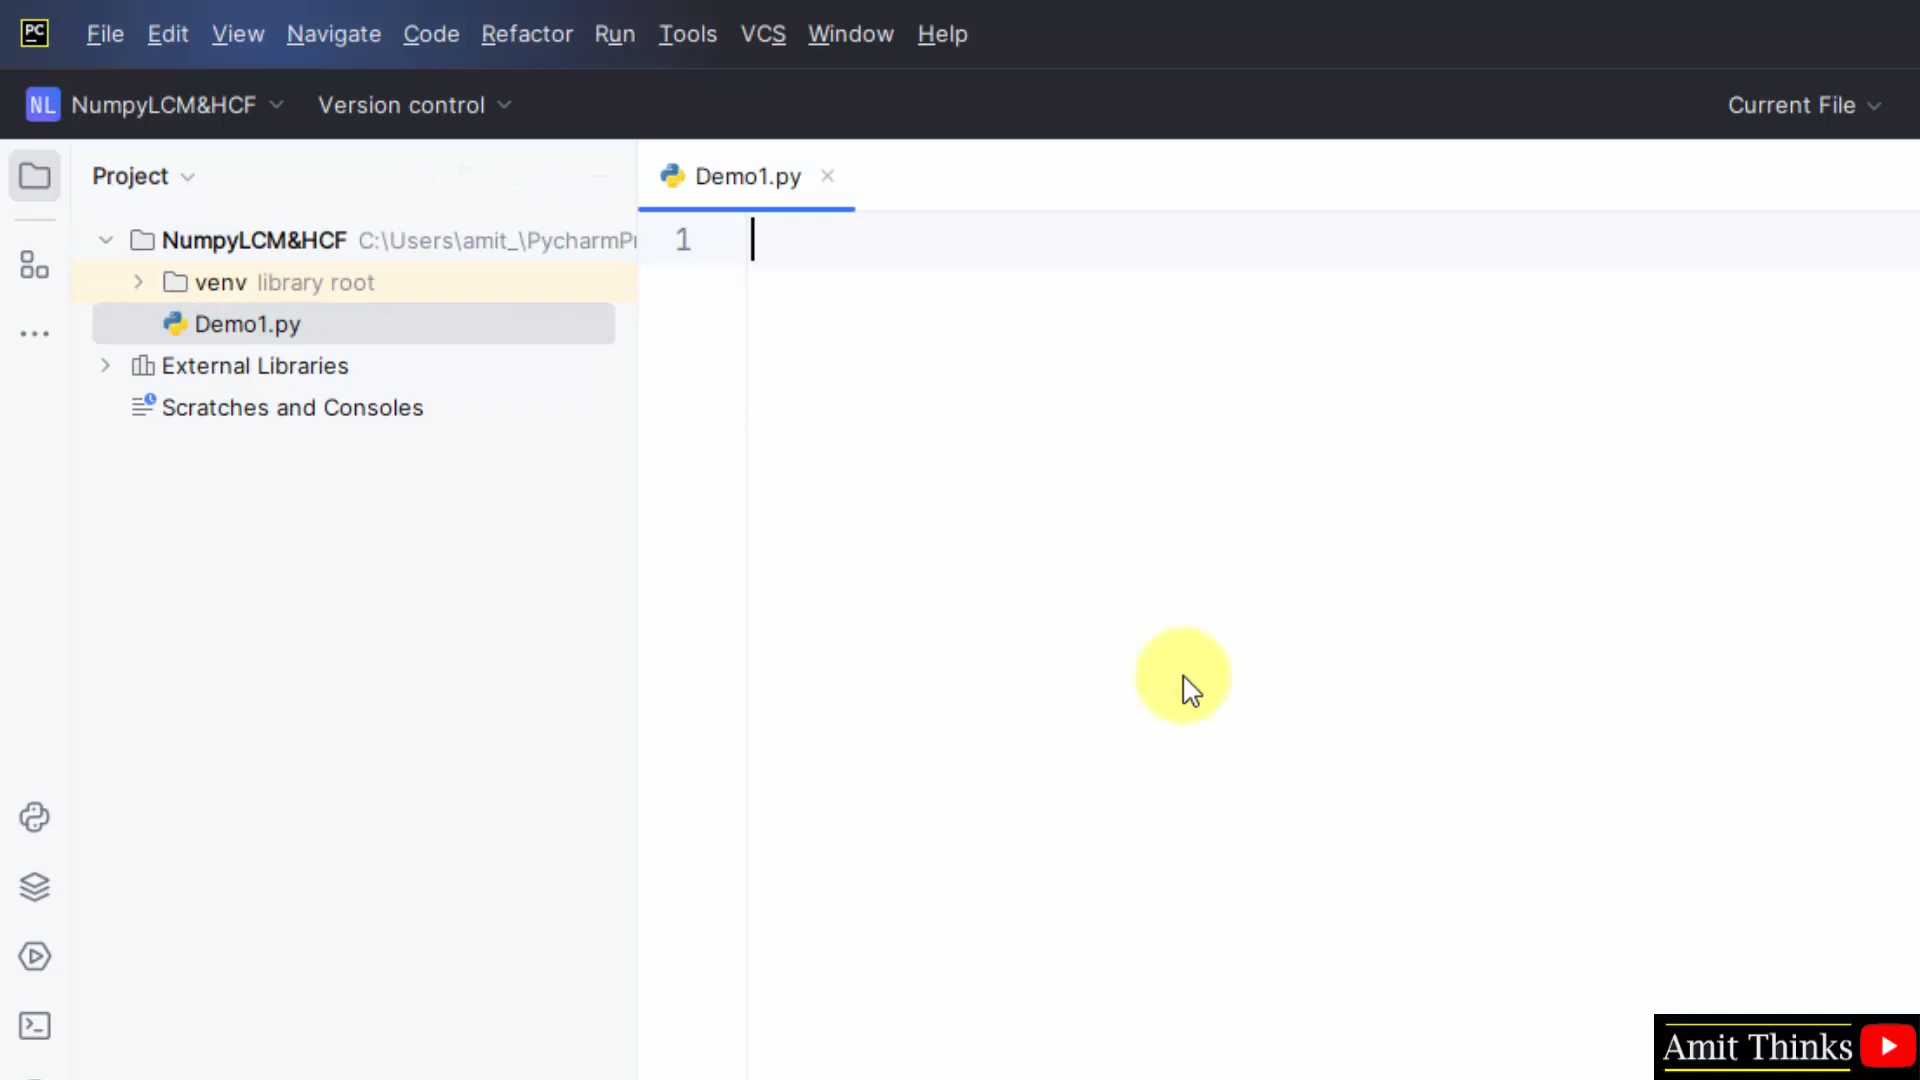 PC File Edit View Navigate Code Refactor Run Tools VCS Window Help
NL NumpyLCM&HCF Version control Current File
Project
Demo1.py
NumpyLCM&HCF C:\Users\amit_\PycharmPr
1
venv library root
Demo1.py
External Libraries
Scratches and Consoles
Amit Thinks